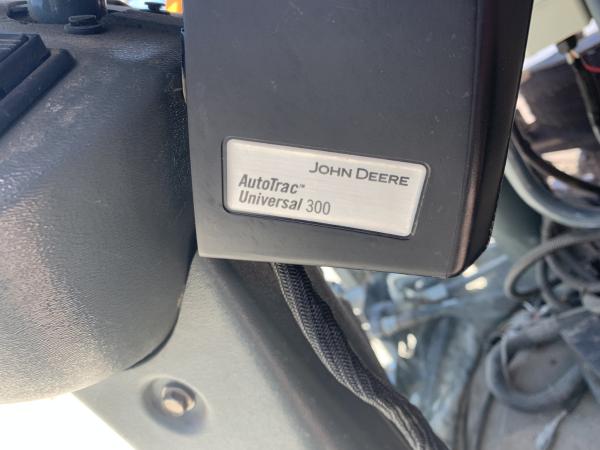 JOHN DEERE
AutoTrac™
Universal 300